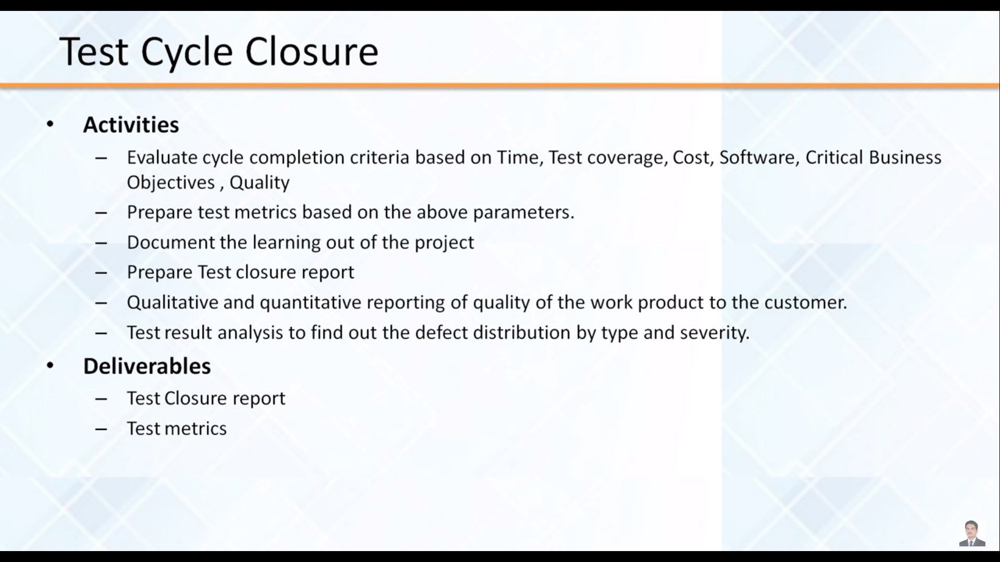 Test Cycle Closure
• Activities
– Evaluate cycle completion criteria based on Time, Test coverage, Cost, Software, Critical Business
Objectives , Quality
– Prepare test metrics based on the above parameters.
– Document the learning out of the project
– Prepare Test closure report
– Qualitative and quantitative reporting of quality of the work product to the customer.
– Test result analysis to find out the defect distribution by type and severity.
• Deliverables
– Test Closure report
– Test metrics